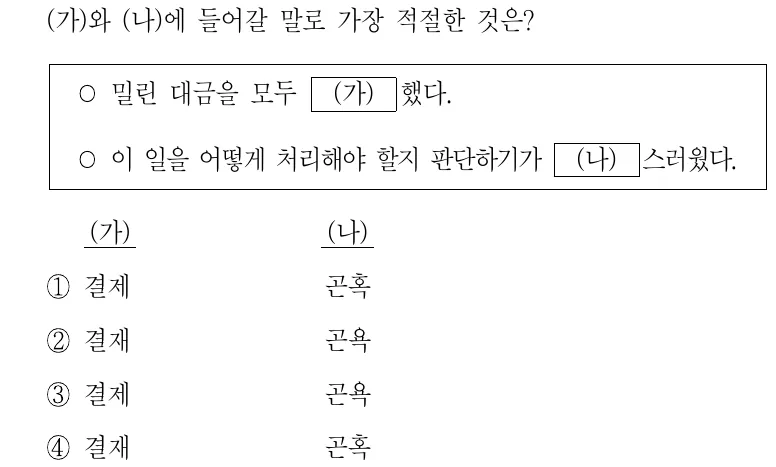 (가)와 (나)에 들어갈 말로 가장 적절한 것은?
○ 밀린 대금을 모두 (가) 했다.
○ 이 일을 어떻게 처리해야 할지 판단하기가 (나) 스러웠다.
(가) (나)
① 결제 곤혹
② 결재 곤욕
③ 결제 곤욕
④ 결재 곤혹